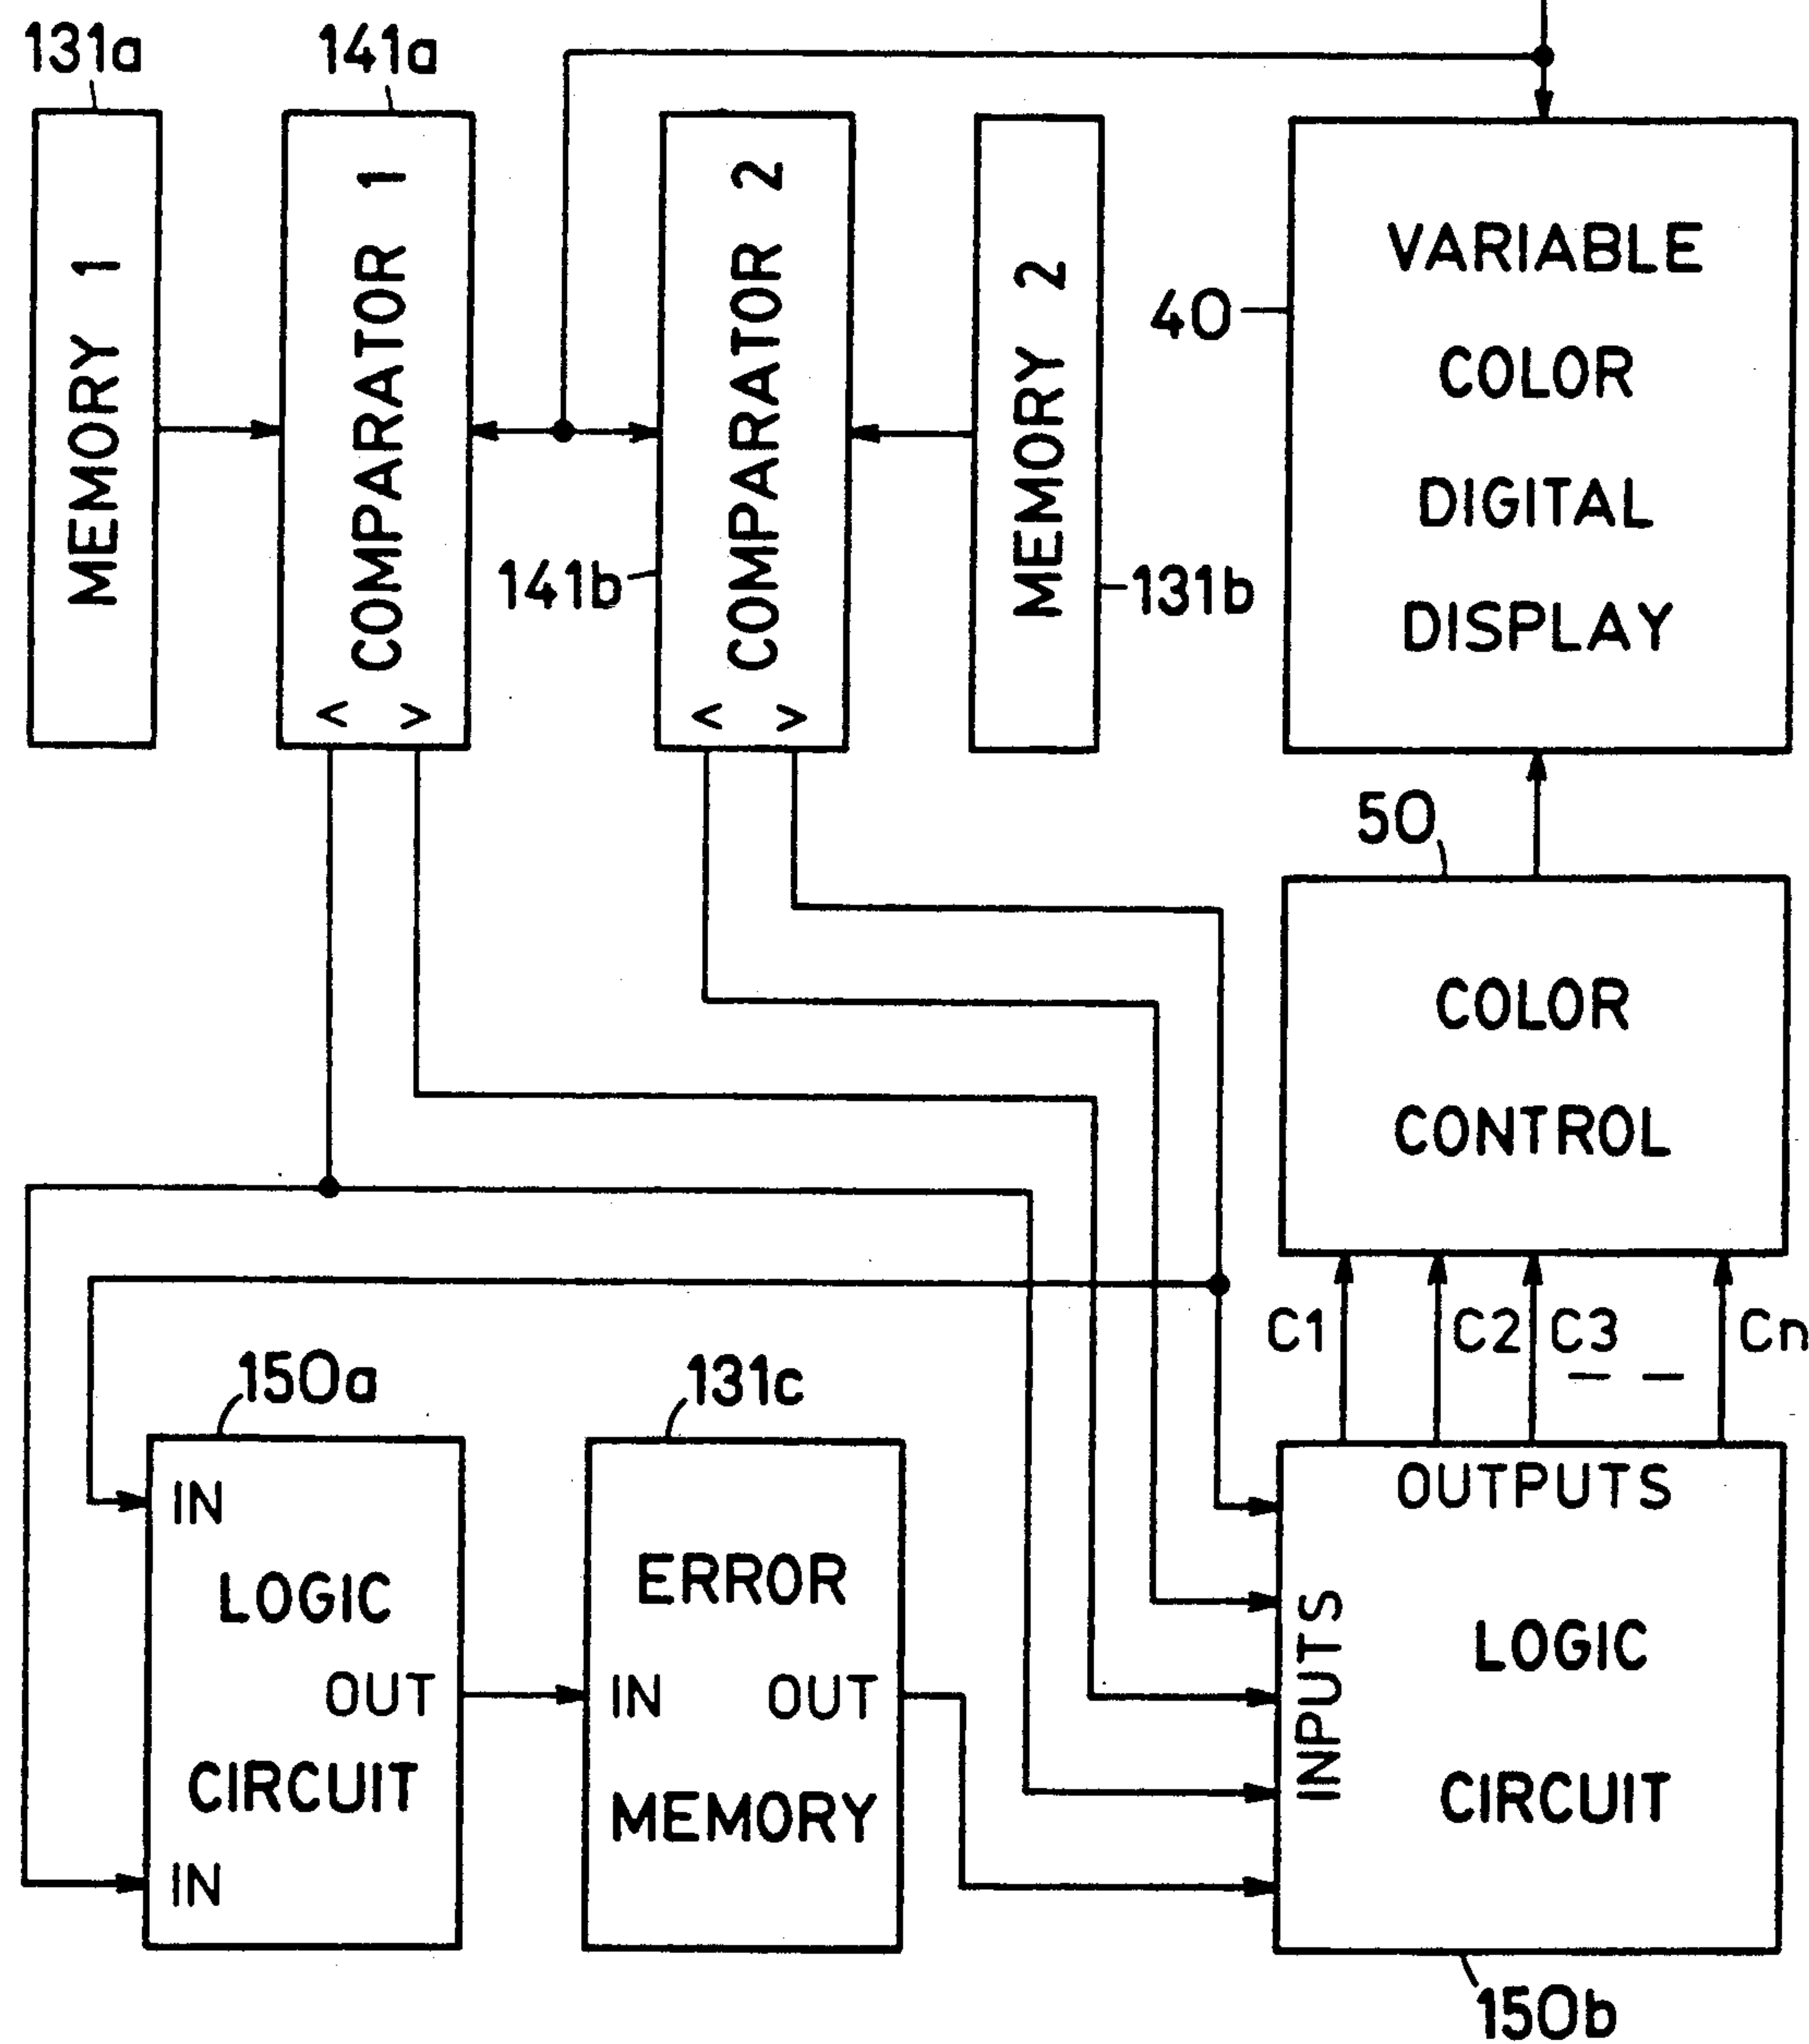 131a
141a
MEMORY 1
COMPARATOR 1
< >
COMPARATOR 2
< >
141b
MEMORY 2
131b
40
VARIABLE
COLOR
DIGITAL
DISPLAY
50
COLOR
CONTROL
C1
C2
C3
— —
Cn
150a
IN
LOGIC
OUT
CIRCUIT
IN
131c
ERROR
IN OUT
MEMORY
OUTPUTS
INPUTS
LOGIC
CIRCUIT
150b